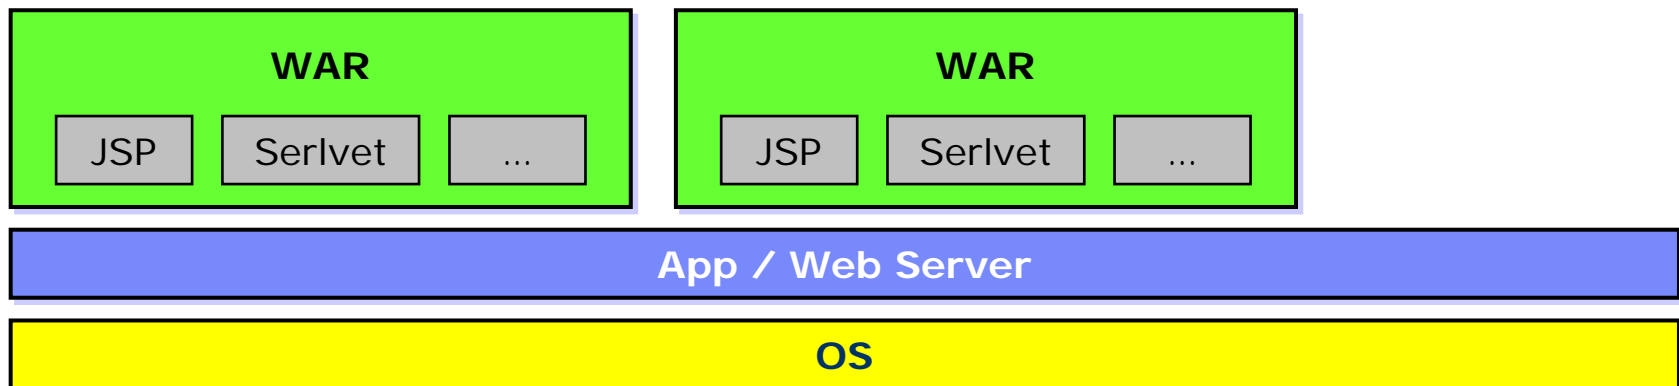 WAR WAR
JSP Serlvet ... JSP Serlvet ...
App / Web Server
OS